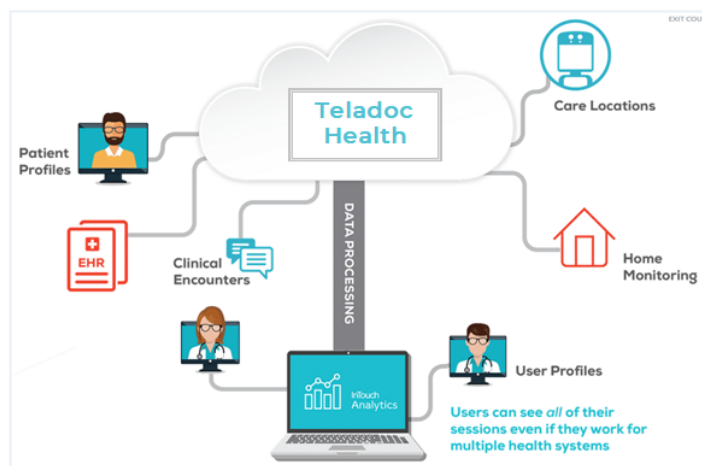 EXIT COU
Teladoc
Health
Care Locations
Patient
Profiles
EHR
Clinical
Encounters
DATA PROCESSING
Home
Monitoring
InTouch
Analytics
User Profiles
Users can see all of their
sessions even if they work for
multiple health systems